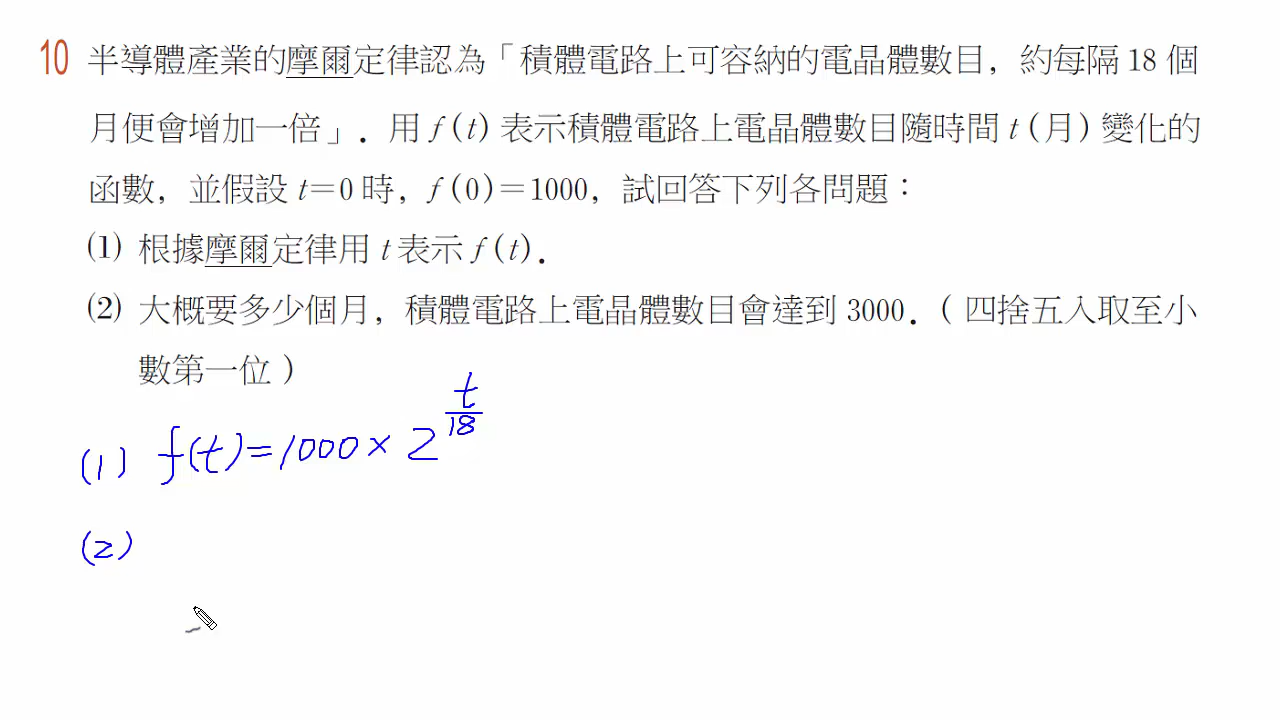 10 半導體產業的摩爾定律認為「積體電路上可容納的電晶體數目，約每隔 18 個
月便會增加一倍」．用 f(t) 表示積體電路上電晶體數目隨時間 t(月) 變化的
函數，並假設 t=0 時，f(0)=1000，試回答下列各問題：
(1) 根據摩爾定律用 t 表示 f(t)．
(2) 大概要多少個月，積體電路上電晶體數目會達到 3000．(四捨五入取至小
數第一位)
(1) f(t)=1000×2^(t/18)
(2)